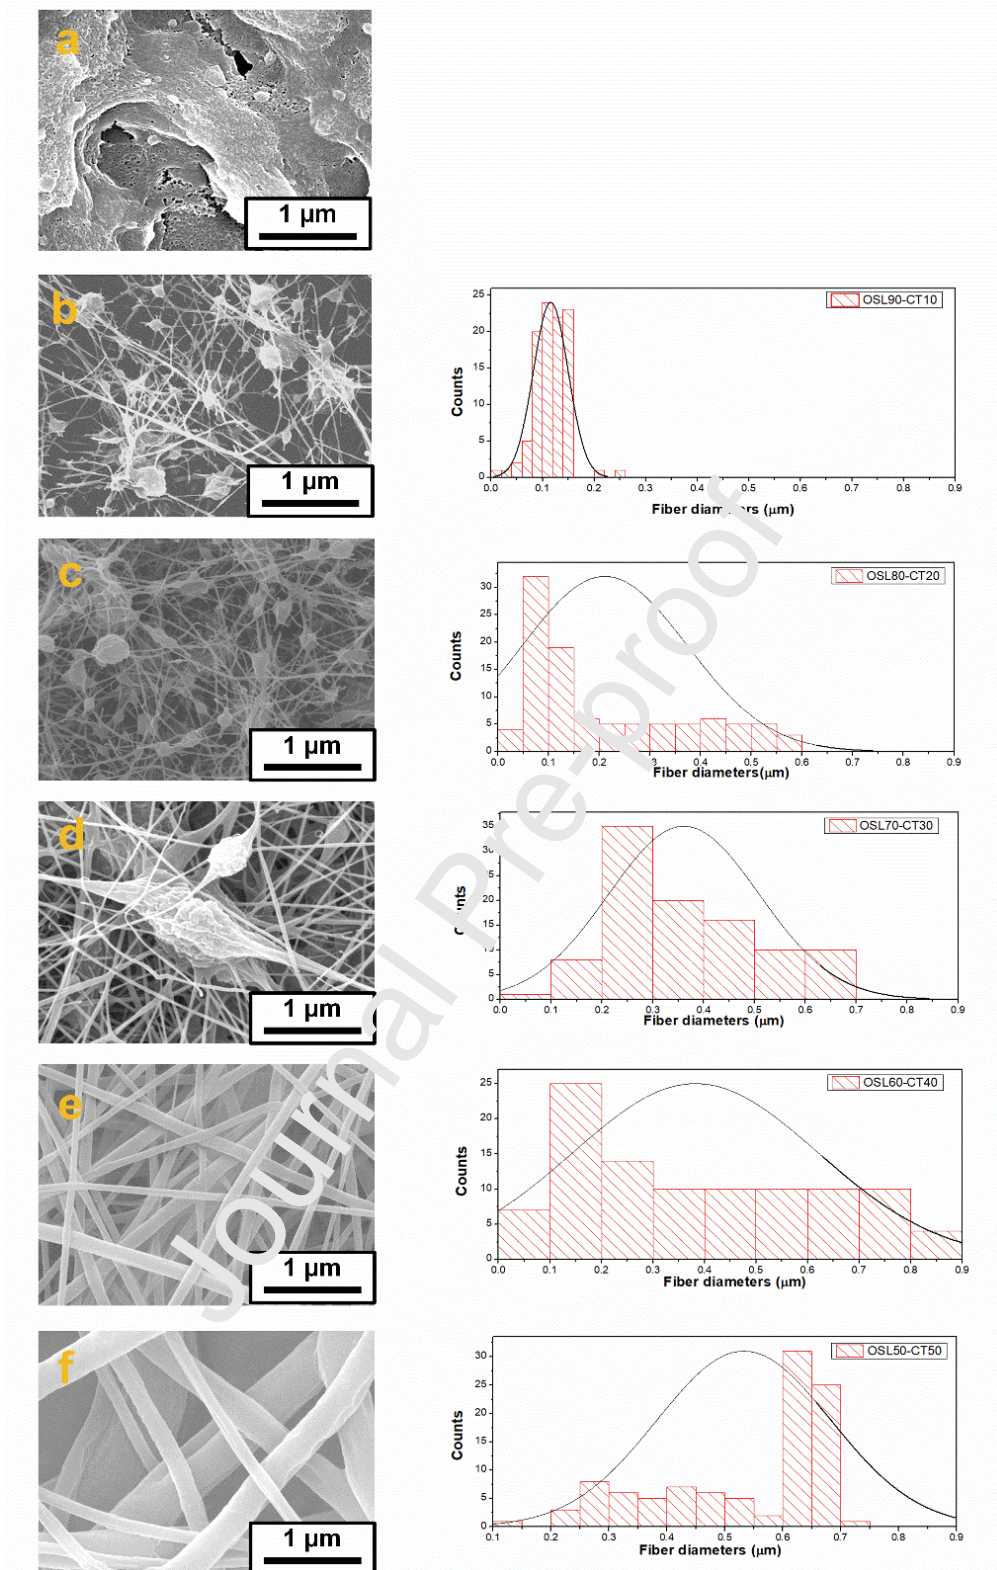 a
1 µm
b
1 µm
OSL90-CT10
Counts
25
20
15
10
5
0
0.0 0.1 0.2 0.3 0.4 0.5 0.6 0.7 0.8 0.9
Fiber (µm)
c
1 µm
OSL80-CT20
Counts
30
25
20
15
10
5
0
0.0 0.1 0.2 0.3 0.4 0.5 0.6 0.7 0.8 0.9
Fiber diameters(µm)
d
1 µm
OSL70-CT30
35
25
20
15
5
0
0.0 0.1 0.2 0.3 0.4 0.5 0.6 0.7 0.8 0.9
Fiber diameters (µm)
e
1 µm
OSL60-CT40
Counts
25
20
15
10
5
0
0.0 0.1 0.2 0.3 0.4 0.5 0.6 0.7 0.8 0.9
Fiber diameters (µm)
f
1 µm
OSL50-CT50
Counts
30
25
20
15
10
5
0
0.1 0.2 0.3 0.4 0.5 0.6 0.7 0.8 0.9
Fiber diameters (µm)
Journal Pre-proof